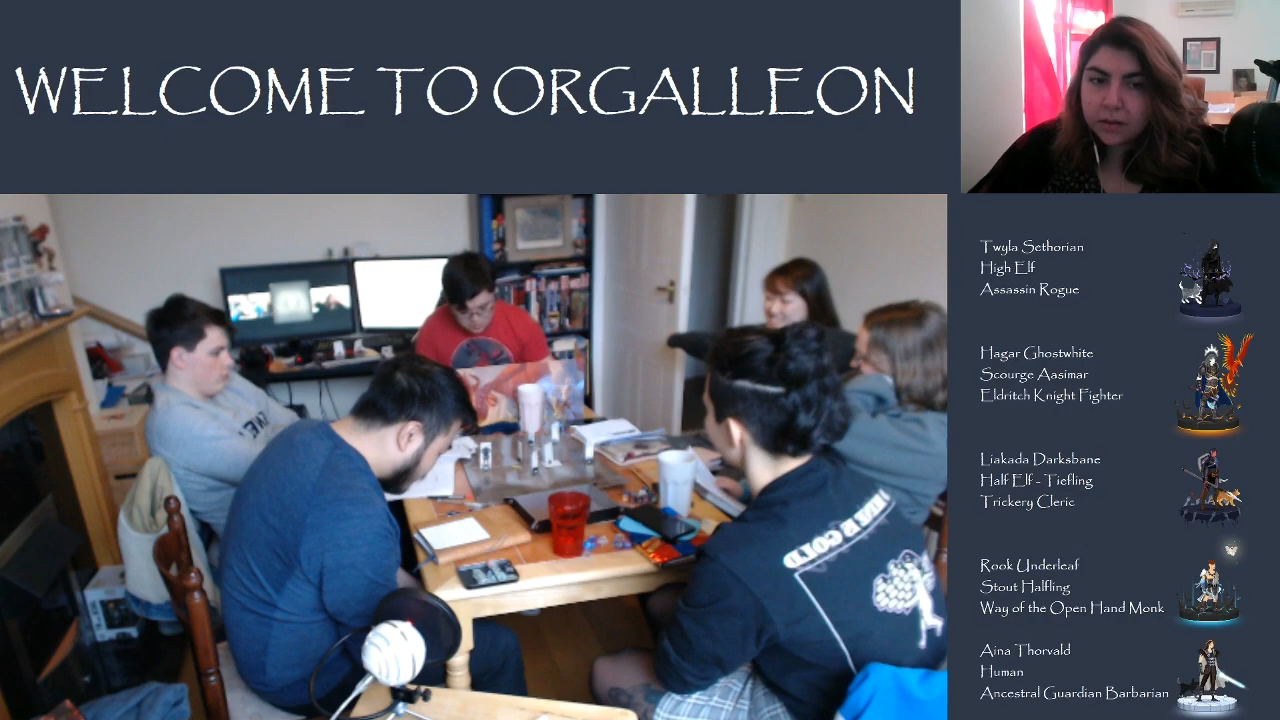 WELCOME TO ORGALLEON
Twyla Sethorian
High Elf
Assassin Rogue
Hagar Ghostwhite
Scourge Aasimar
Eldritch Knight Fighter
Liakada Darksbane
Half Elf - Tiefling
Trickery Cleric
Rook Underleaf
Stout Halfling
Way of the Open Hand Monk
Aina Thorvald
Human
Ancestral Guardian Barbarian
COLD